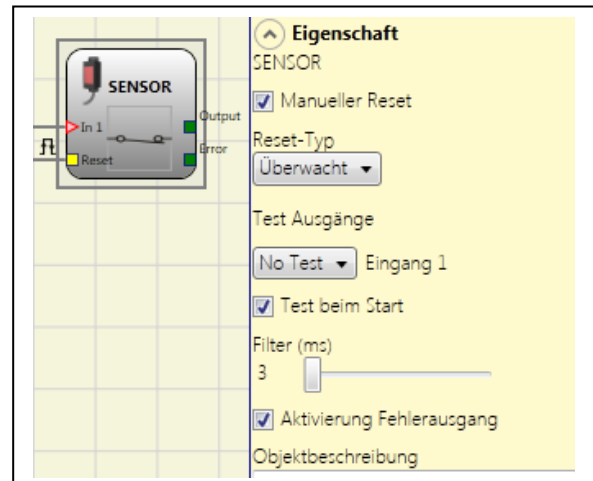 SENSOR
In 1
Reset
Output
Error
Eigenschaft
SENSOR
Manueller Reset
Reset-Typ
Überwacht
Test Ausgänge
No Test Eingang 1
Test beim Start
Filter (ms)
3
Aktivierung Fehlerausgang
Objektbeschreibung